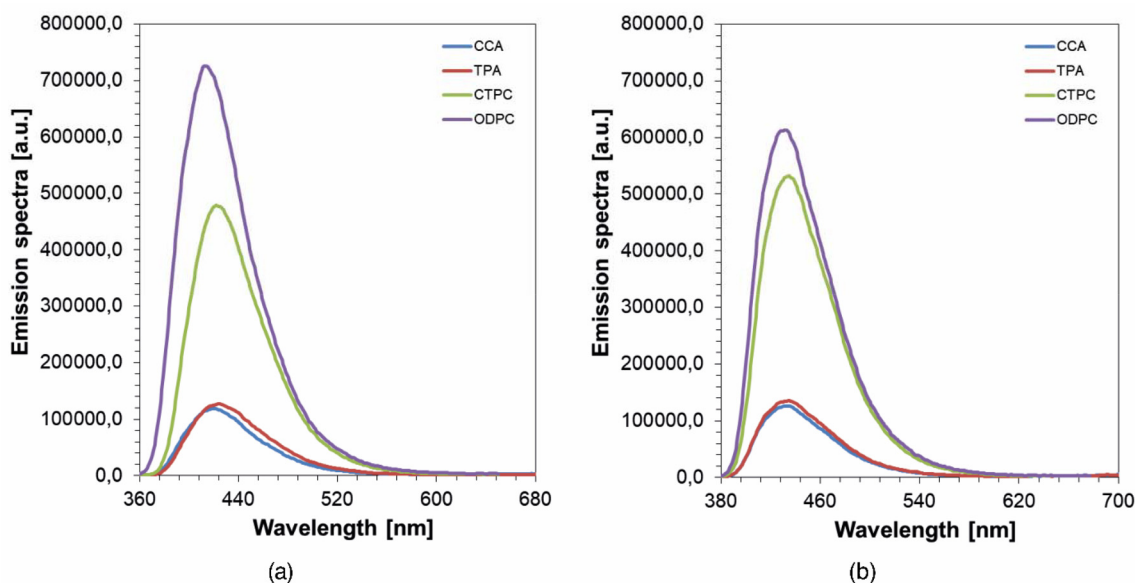 800000,0
700000,0
600000,0
500000,0
400000,0
300000,0
200000,0
100000,0
0,0
Emission spectra [a.u.]
CCA
TPA
CTPC
ODPC
360 440 520 600 680
Wavelength [nm]
(a)
800000,0
700000,0
600000,0
500000,0
400000,0
300000,0
200000,0
100000,0
0,0
Emission spectra [a.u.]
CCA
TPA
CTPC
ODPC
380 460 540 620 700
Wavelength [nm]
(b)